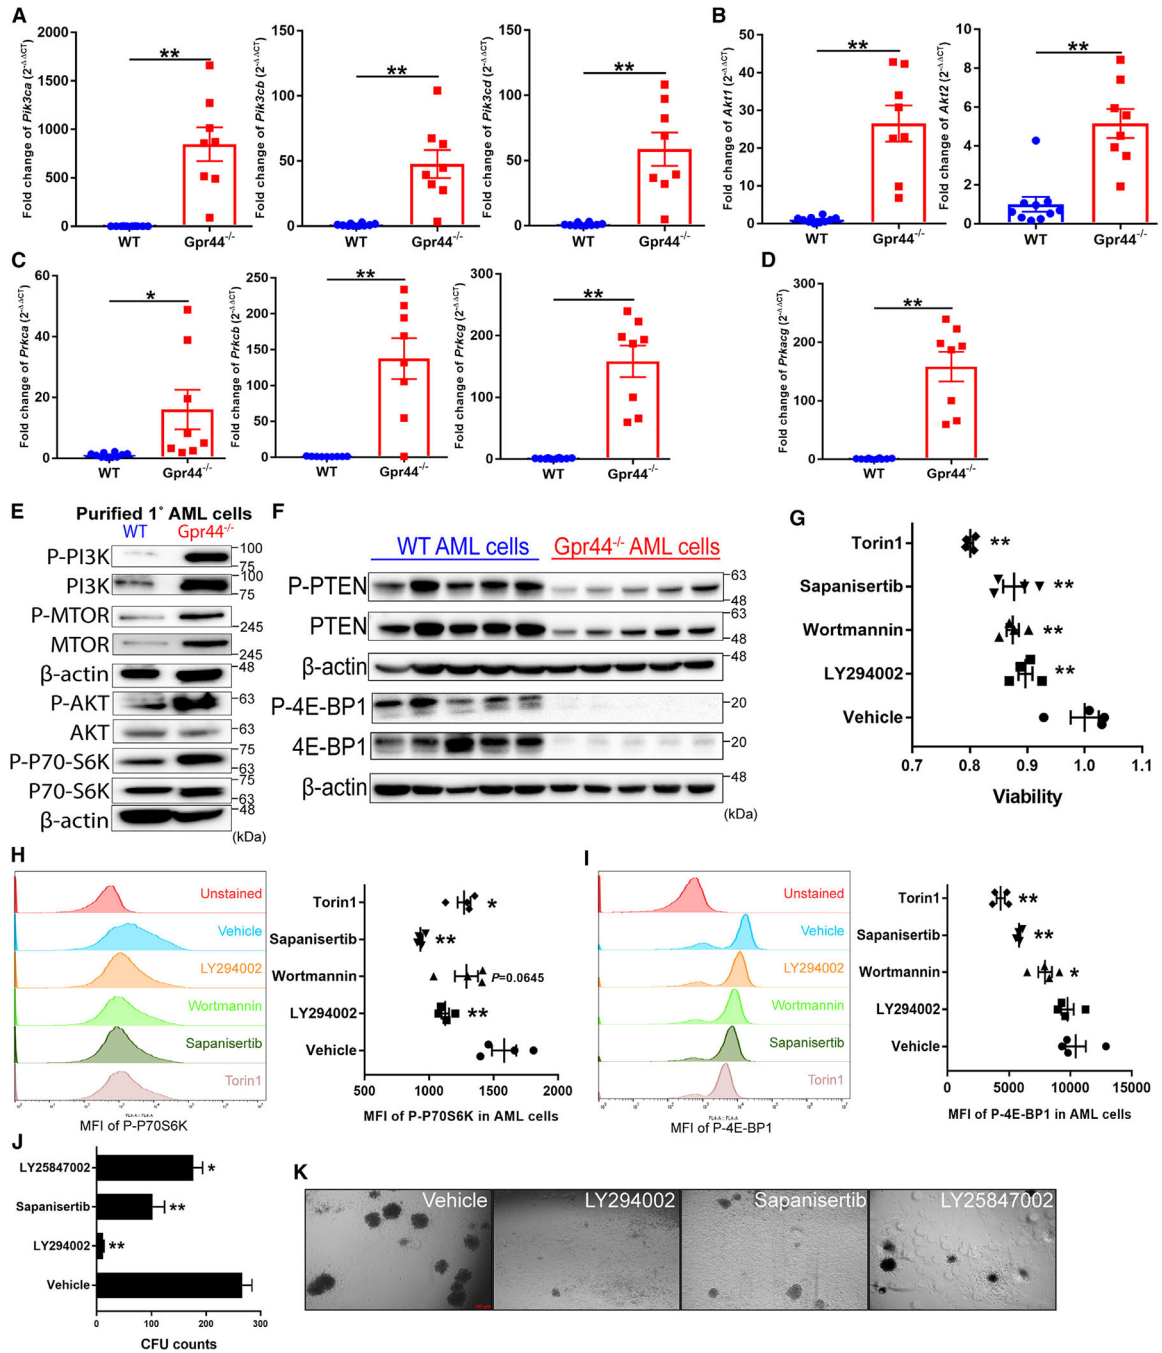 A
Fold change of Pik3ca (2-ΔΔCT)
2000
1500
1000
500
0
**
WT
Gpr44-/-
Fold change of Pik3cb (2-ΔΔCT)
150
100
50
0
**
WT
Gpr44-/-
Fold change of Pik3cd (2-ΔΔCT)
150
100
50
0
**
WT
Gpr44-/-
B
Fold change of Akt1 (2-ΔΔCT)
50
40
30
20
10
0
**
WT
Gpr44-/-
Fold change of Akt2 (2-ΔΔCT)
10
8
6
4
2
0
**
WT
Gpr44-/-
C
Fold change of Prkca (2-ΔΔCT)
60
40
20
0
*
WT
Gpr44-/-
Fold change of Prkcb (2-ΔΔCT)
250
200
150
100
50
0
**
WT
Gpr44-/-
Fold change of Prkcg (2-ΔΔCT)
300
200
100
0
**
WT
Gpr44-/-
D
Fold change of Prkacg (2-ΔΔCT)
300
200
100
0
**
WT
Gpr44-/-
E
Purified 1° AML cells
WT Gpr44-/-
P-PI3K 100
75
PI3K 100
75
P-MTOR
245
MTOR
245
β-actin 48
P-AKT 63
AKT
P-P70-S6K 75
63
P70-S6K 75
63
β-actin 48
(kDa)
F
WT AML cells Gpr44-/- AML cells
P-PTEN 63
48
PTEN 63
48
β-actin 48
P-4E-BP1 20
4E-BP1 20
β-actin 48
(kDa)
G
Torin1 **
Sapanisertib **
Wortmannin **
LY294002 **
Vehicle
0.7 0.8 0.9 1.0 1.1
Viability
H
Unstained
Vehicle
LY294002
Wortmannin
Sapanisertib
Torin1
FL4-A :: FL4-A
MFI of P-P70S6K
Torin1 *
Sapanisertib **
Wortmannin P=0.0645
LY294002 **
Vehicle
500 1000 1500 2000
MFI of P-P70S6K in AML cells
I
Unstained
Vehicle
LY294002
Wortmannin
Sapanisertib
Torin1
FL4-A :: FL4-A
MFI of P-4E-BP1
Torin1 **
Sapanisertib **
Wortmannin *
LY294002
Vehicle
0 5000 10000 15000
MFI of P-4E-BP1 in AML cells
J
LY25847002 *
Sapanisertib **
LY294002 **
Vehicle
0 100 200 300
CFU counts
K
Vehicle
LY294002
Sapanisertib
LY25847002